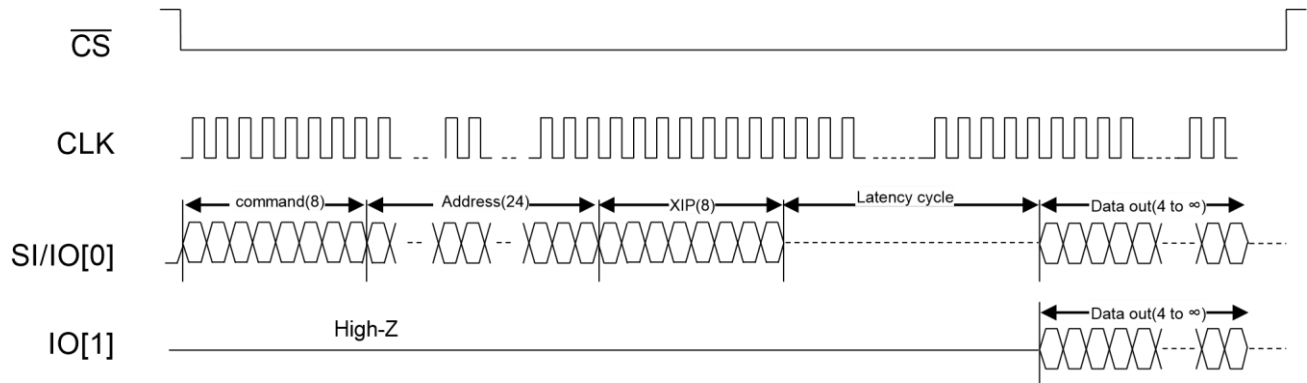 CS
CLK
command(8) Address(24) XIP(8) Latency cycle Data out(4 to ∞)
SI/IO[0]
Data out(4 to ∞)
High-Z
IO[1]